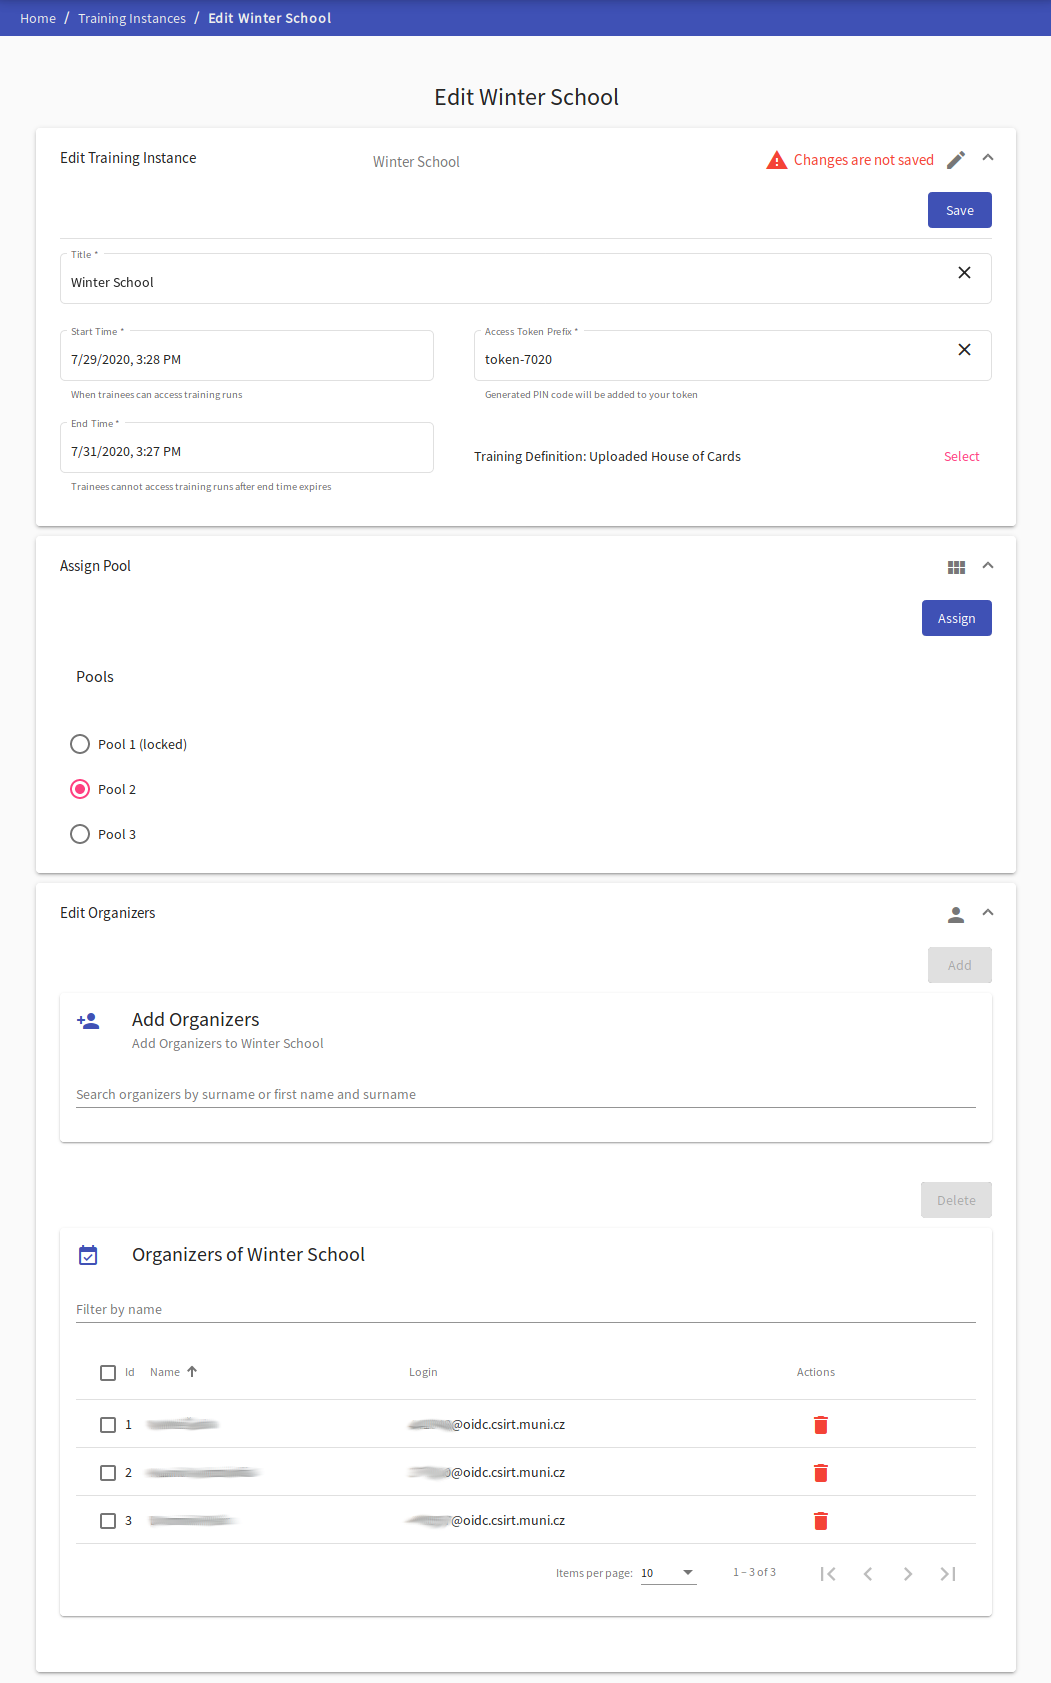 Home / Training Instances / Edit Winter School
Edit Winter School
Edit Training Instance
Winter School
Changes are not saved
Save
Title *
Winter School
Start Time *
7/29/2020, 3:28 PM
When trainees can access training runs
Access Token Prefix *
token-7020
Generated PIN code will be added to your token
End Time *
7/31/2020, 3:27 PM
Trainees cannot access training runs after end time expires
Training Definition: Uploaded House of Cards
Select
Assign Pool
Assign
Pools
Pool 1 (locked)
Pool 2
Pool 3
Edit Organizers
Add
Add Organizers
Add Organizers to Winter School
Search organizers by surname or first name and surname
Delete
Organizers of Winter School
Filter by name
Id Name Login Actions
1 @oidc.csirt.muni.cz
2 @oidc.csirt.muni.cz
3 @oidc.csirt.muni.cz
Items per page: 10 1 – 3 of 3